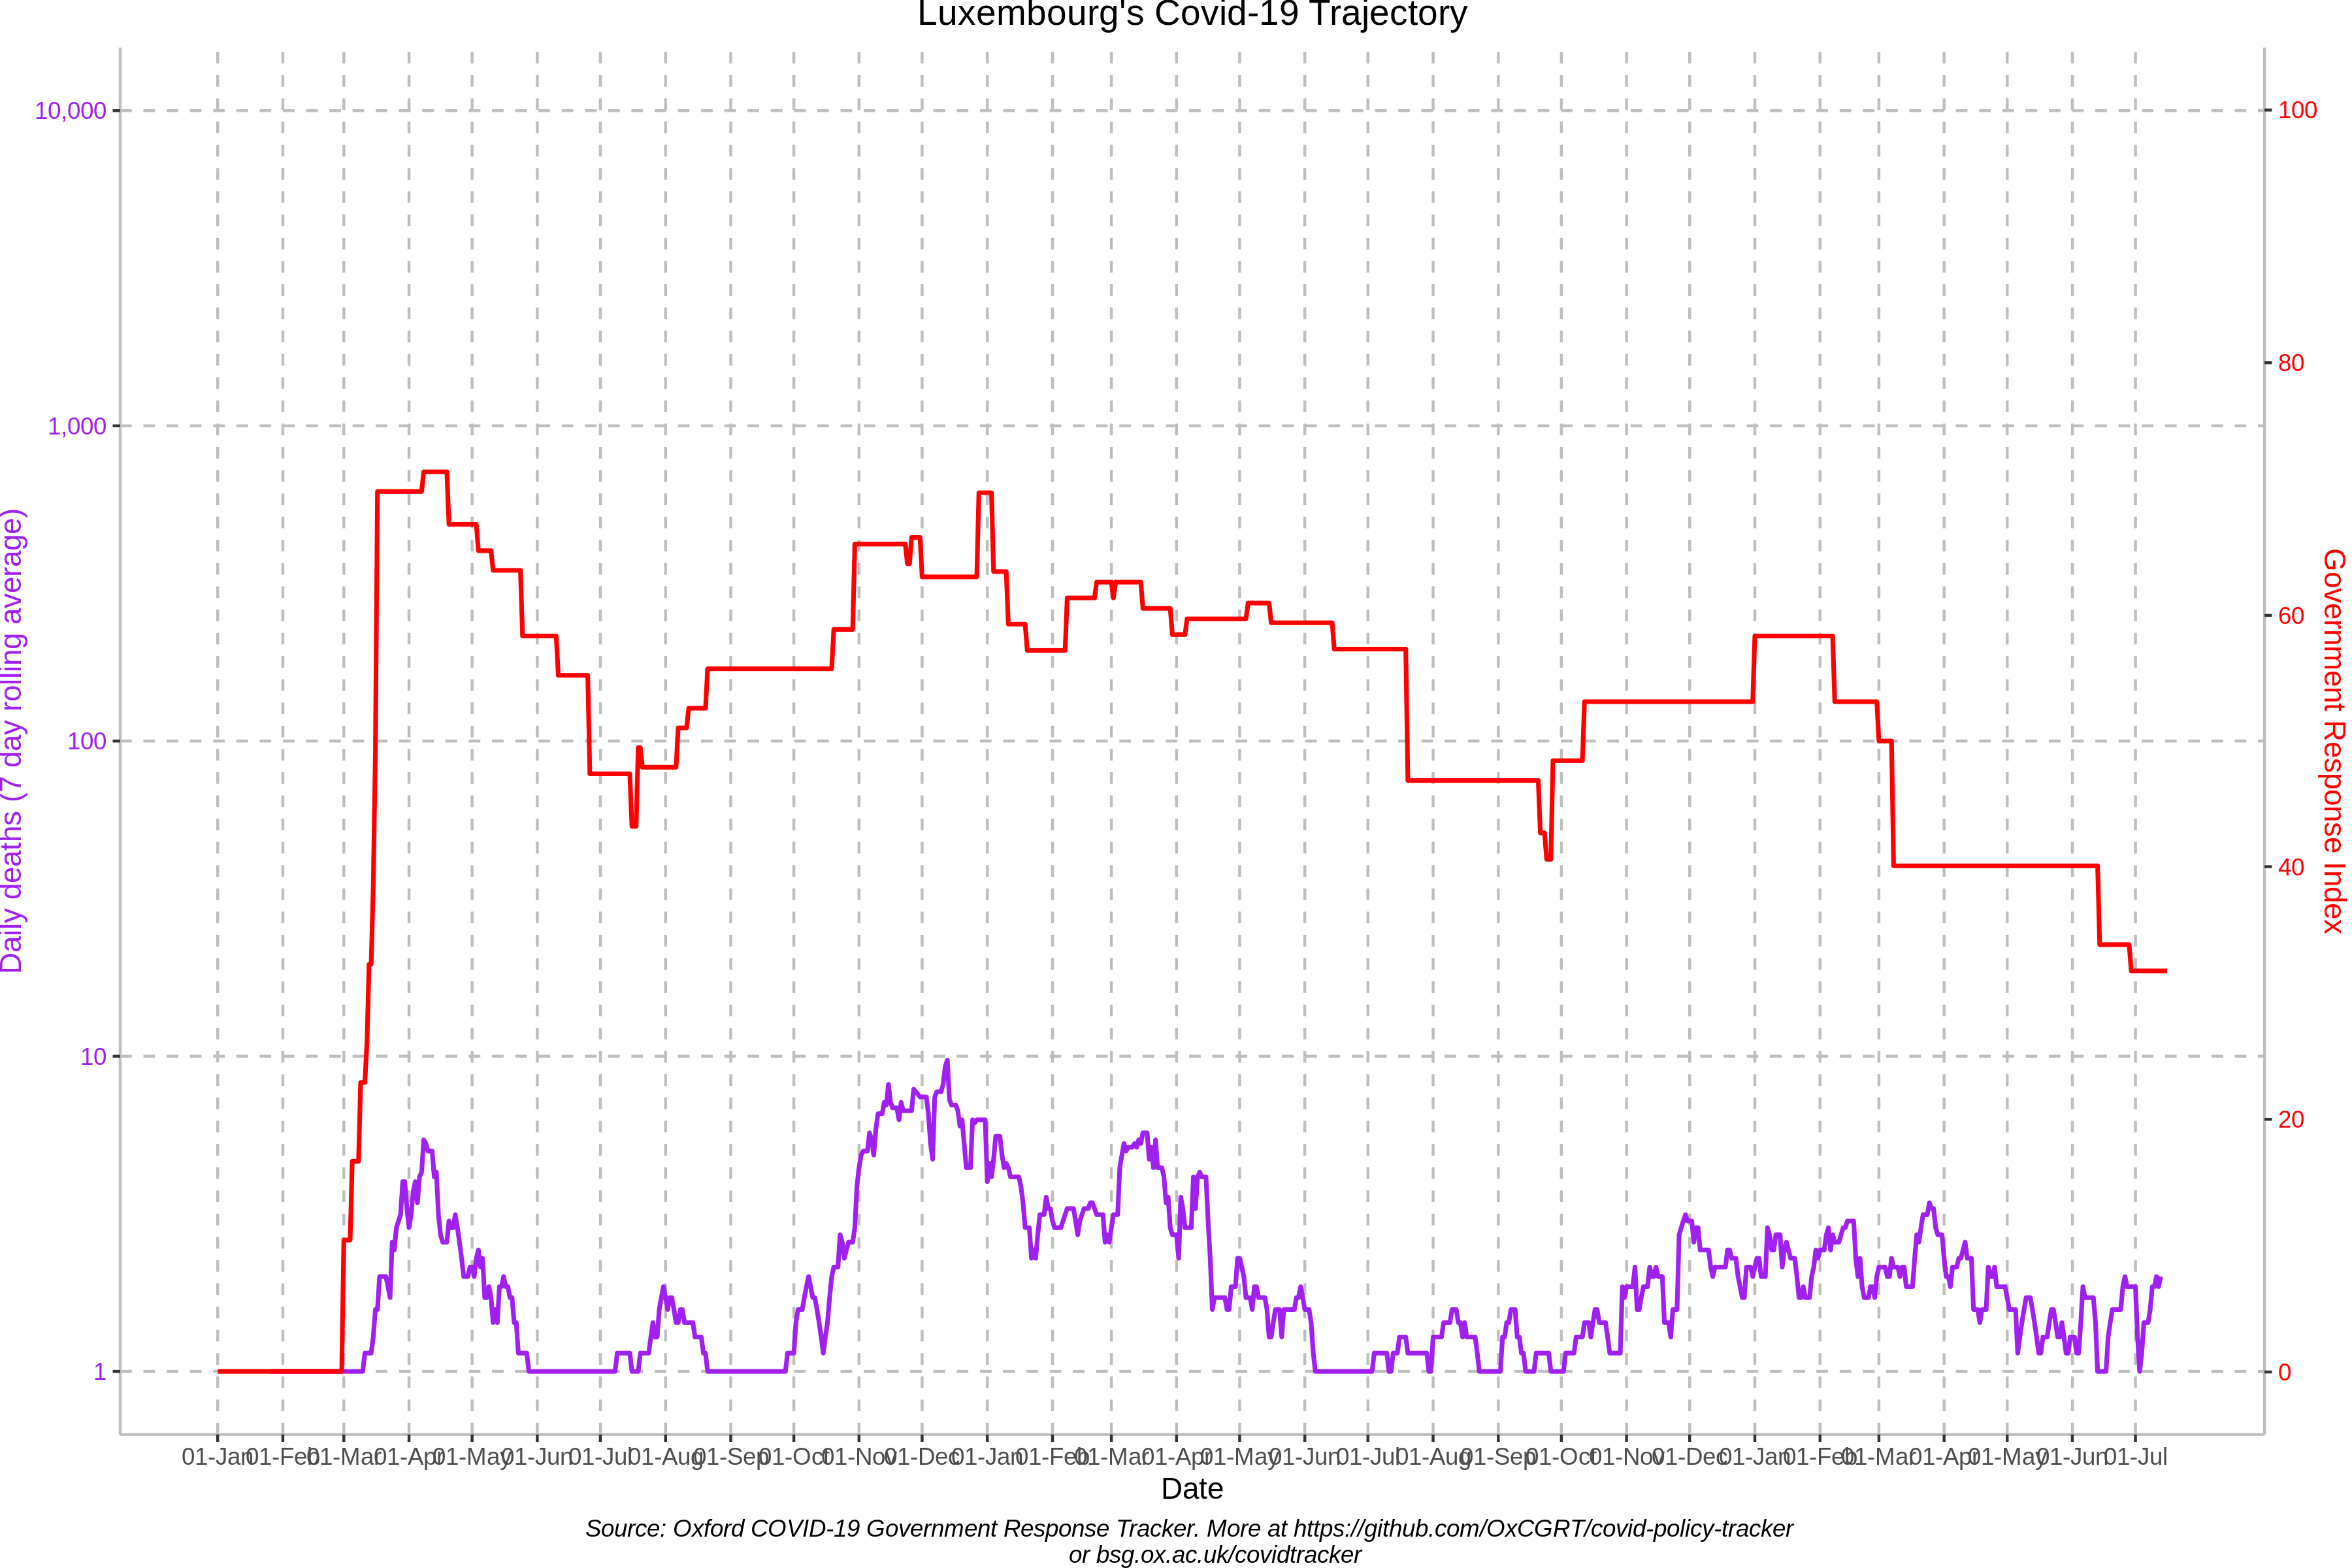 Luxembourg's Covid-19 Trajectory
10,000
1,000
100
10
1
Daily deaths (7 day rolling average)
100
80
60
40
20
0
Government Response Index
01-Jan 01-Feb 01-Mar 01-Apr 01-May 01-Jun 01-Jul 01-Aug 01-Sep 01-Oct 01-Nov 01-Dec 01-Jan 01-Feb 01-Mar 01-Apr 01-May 01-Jun 01-Jul 01-Aug 01-Sep 01-Oct 01-Nov 01-Dec 01-Jan 01-Feb 01-Mar 01-Apr 01-May 01-Jun 01-Jul
Date
Source: Oxford COVID-19 Government Response Tracker. More at https://github.com/OxCGRT/covid-policy-tracker
or bsg.ox.ac.uk/covidtracker